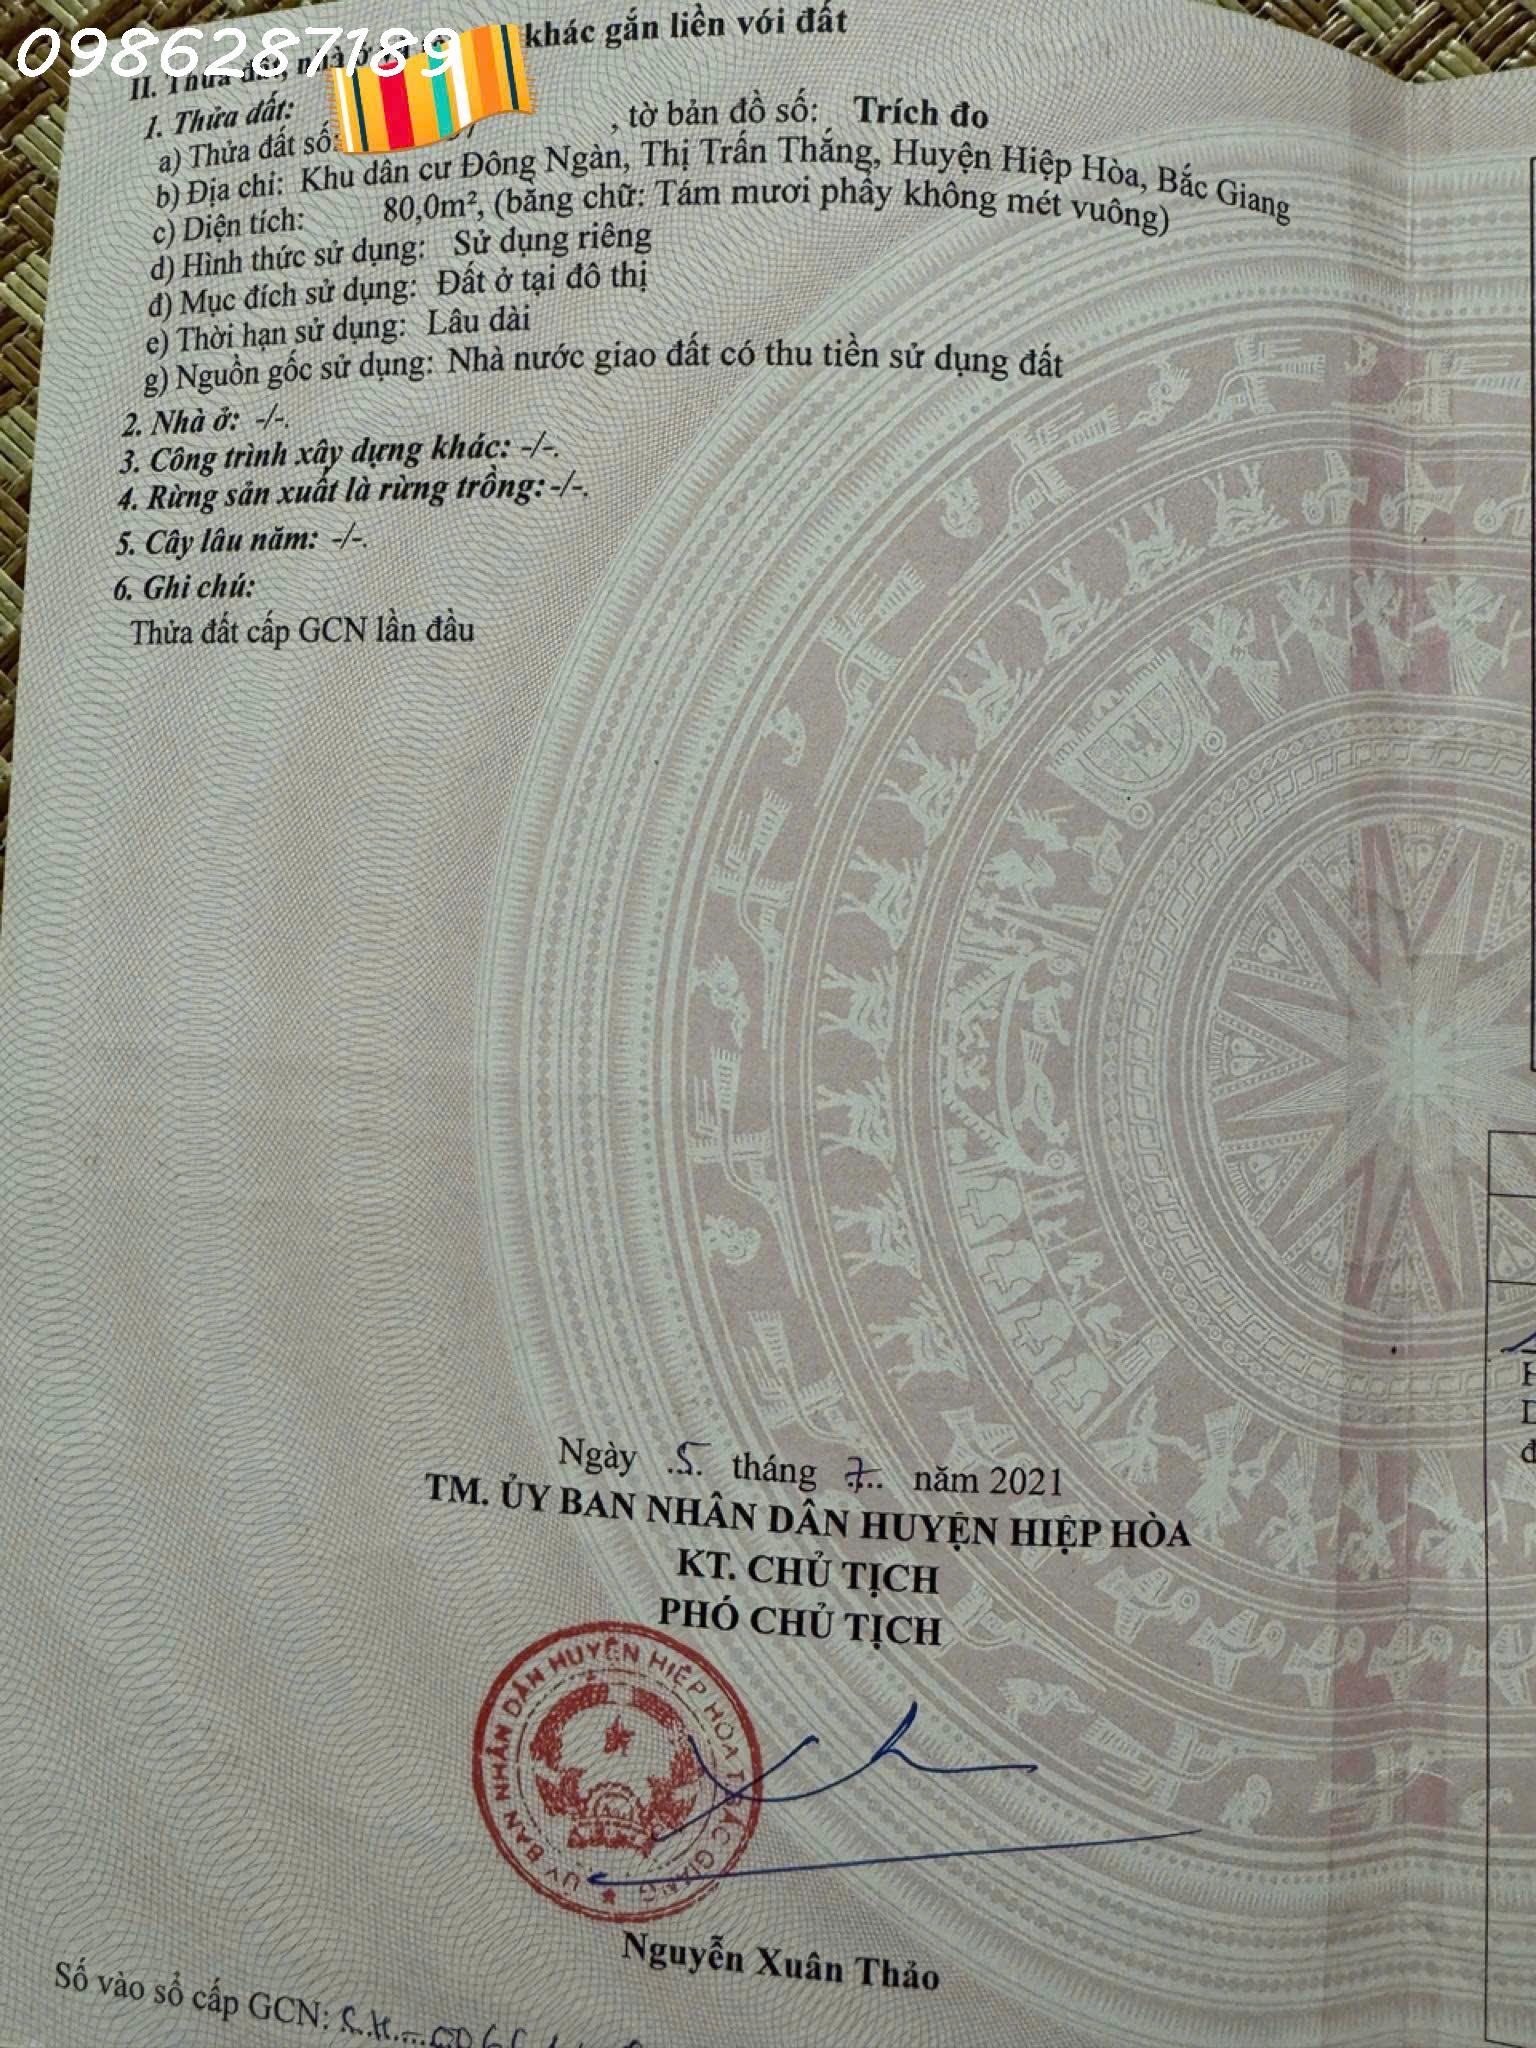 0986287189
II. Thửa đất, nhà ở khác gắn liền với đất
1. Thửa đất:
a) Thửa đất số: , tờ bản đồ số: Trích đo
b) Địa chỉ: Khu dân cư Đông Ngàn, Thị Trấn Thắng, Huyện Hiệp Hòa, Bắc Giang
c) Diện tích: 80,0m², (bằng chữ: Tám mươi phẩy không mét vuông)
d) Hình thức sử dụng: Sử dụng riêng
đ) Mục đích sử dụng: Đất ở tại đô thị
e) Thời hạn sử dụng: Lâu dài
g) Nguồn gốc sử dụng: Nhà nước giao đất có thu tiền sử dụng đất
2. Nhà ở: -/-.
3. Công trình xây dựng khác: -/-.
4. Rừng sản xuất là rừng trồng: -/-.
5. Cây lâu năm: -/-.
6. Ghi chú:
Thửa đất cấp GCN lần đầu
Ngày 5 tháng 7 năm 2021
TM. ỦY BAN NHÂN DÂN HUYỆN HIỆP HÒA
KT. CHỦ TỊCH
PHÓ CHỦ TỊCH
ỦY BAN NHÂN DÂN HUYỆN HIỆP HÒA T. BẮC GIANG
Nguyễn Xuân Thảo
Số vào sổ cấp GCN: